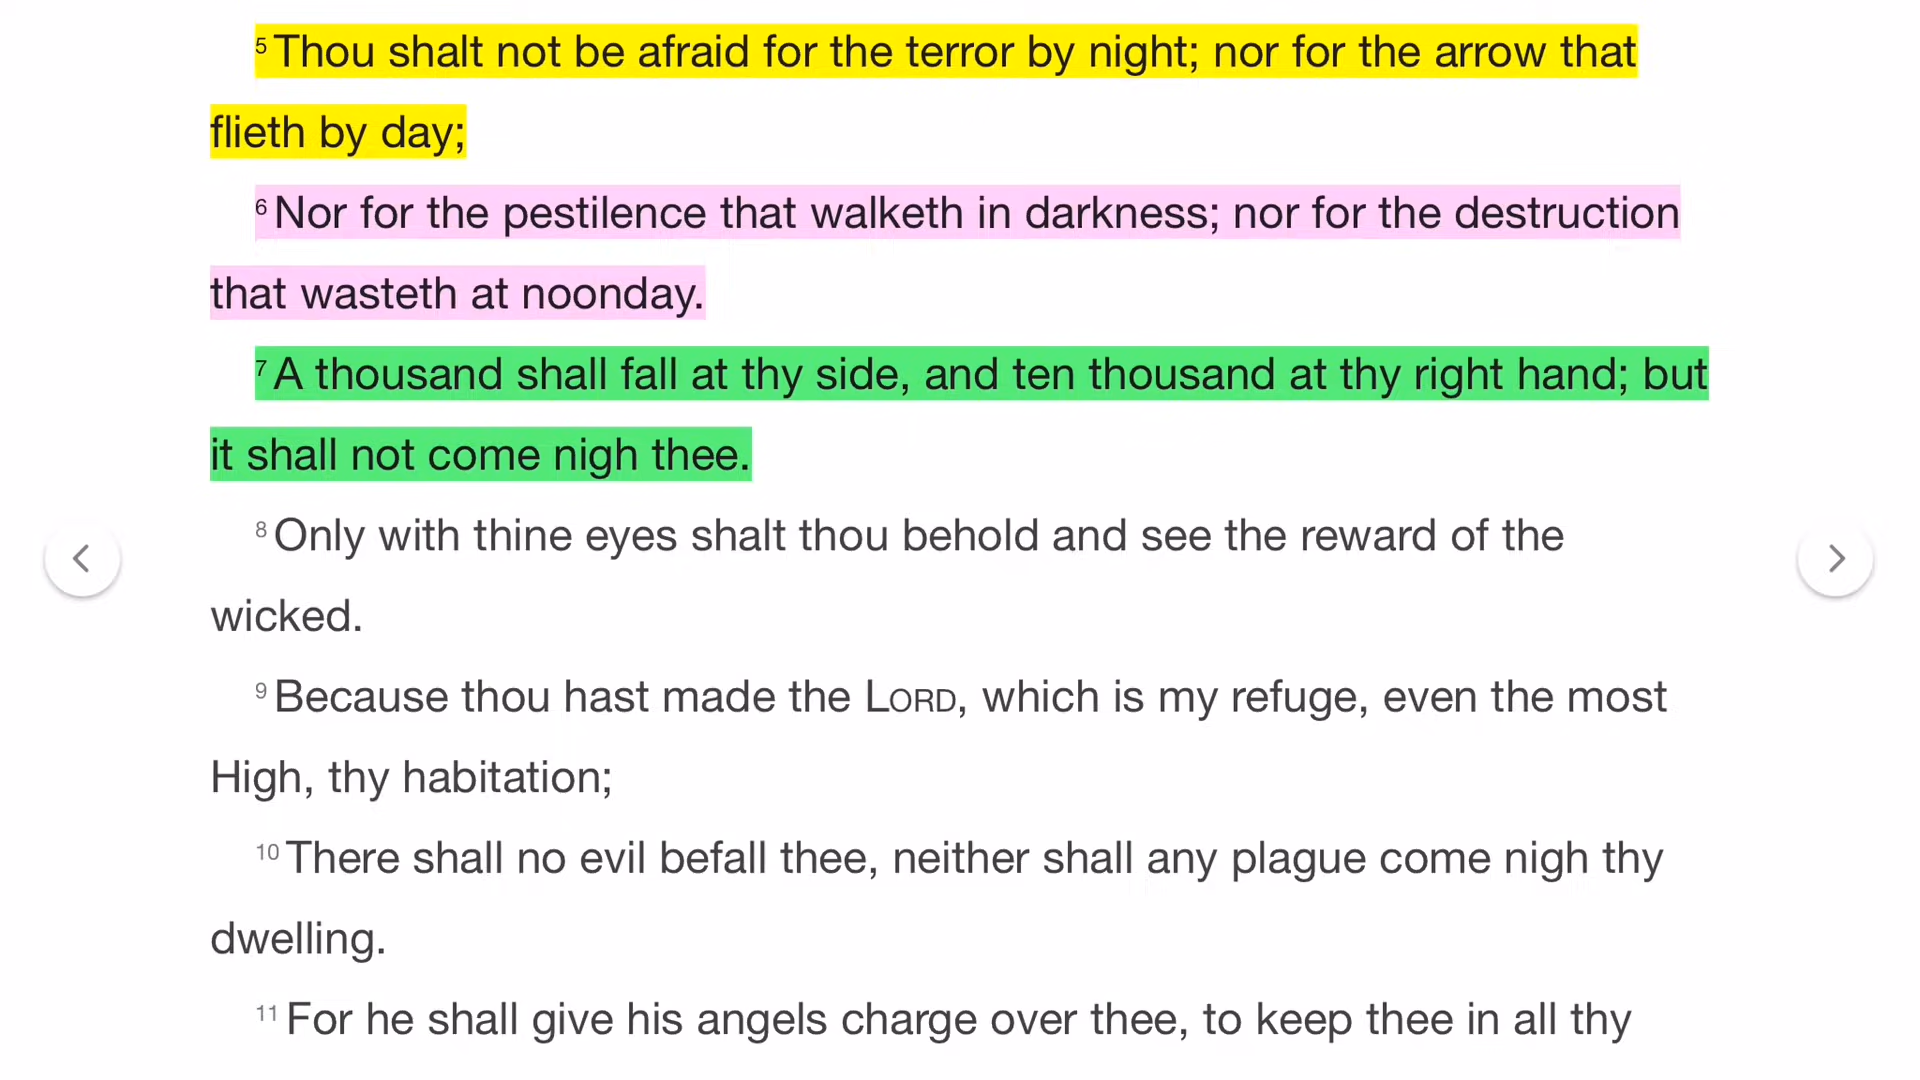 5 Thou shalt not be afraid for the terror by night; nor for the arrow that
flieth by day;
6 Nor for the pestilence that walketh in darkness; nor for the destruction
that wasteth at noonday.
7 A thousand shall fall at thy side, and ten thousand at thy right hand; but
it shall not come nigh thee.
8 Only with thine eyes shalt thou behold and see the reward of the
wicked.
9 Because thou hast made the LORD, which is my refuge, even the most
High, thy habitation;
10 There shall no evil befall thee, neither shall any plague come nigh thy
dwelling.
11 For he shall give his angels charge over thee, to keep thee in all thy